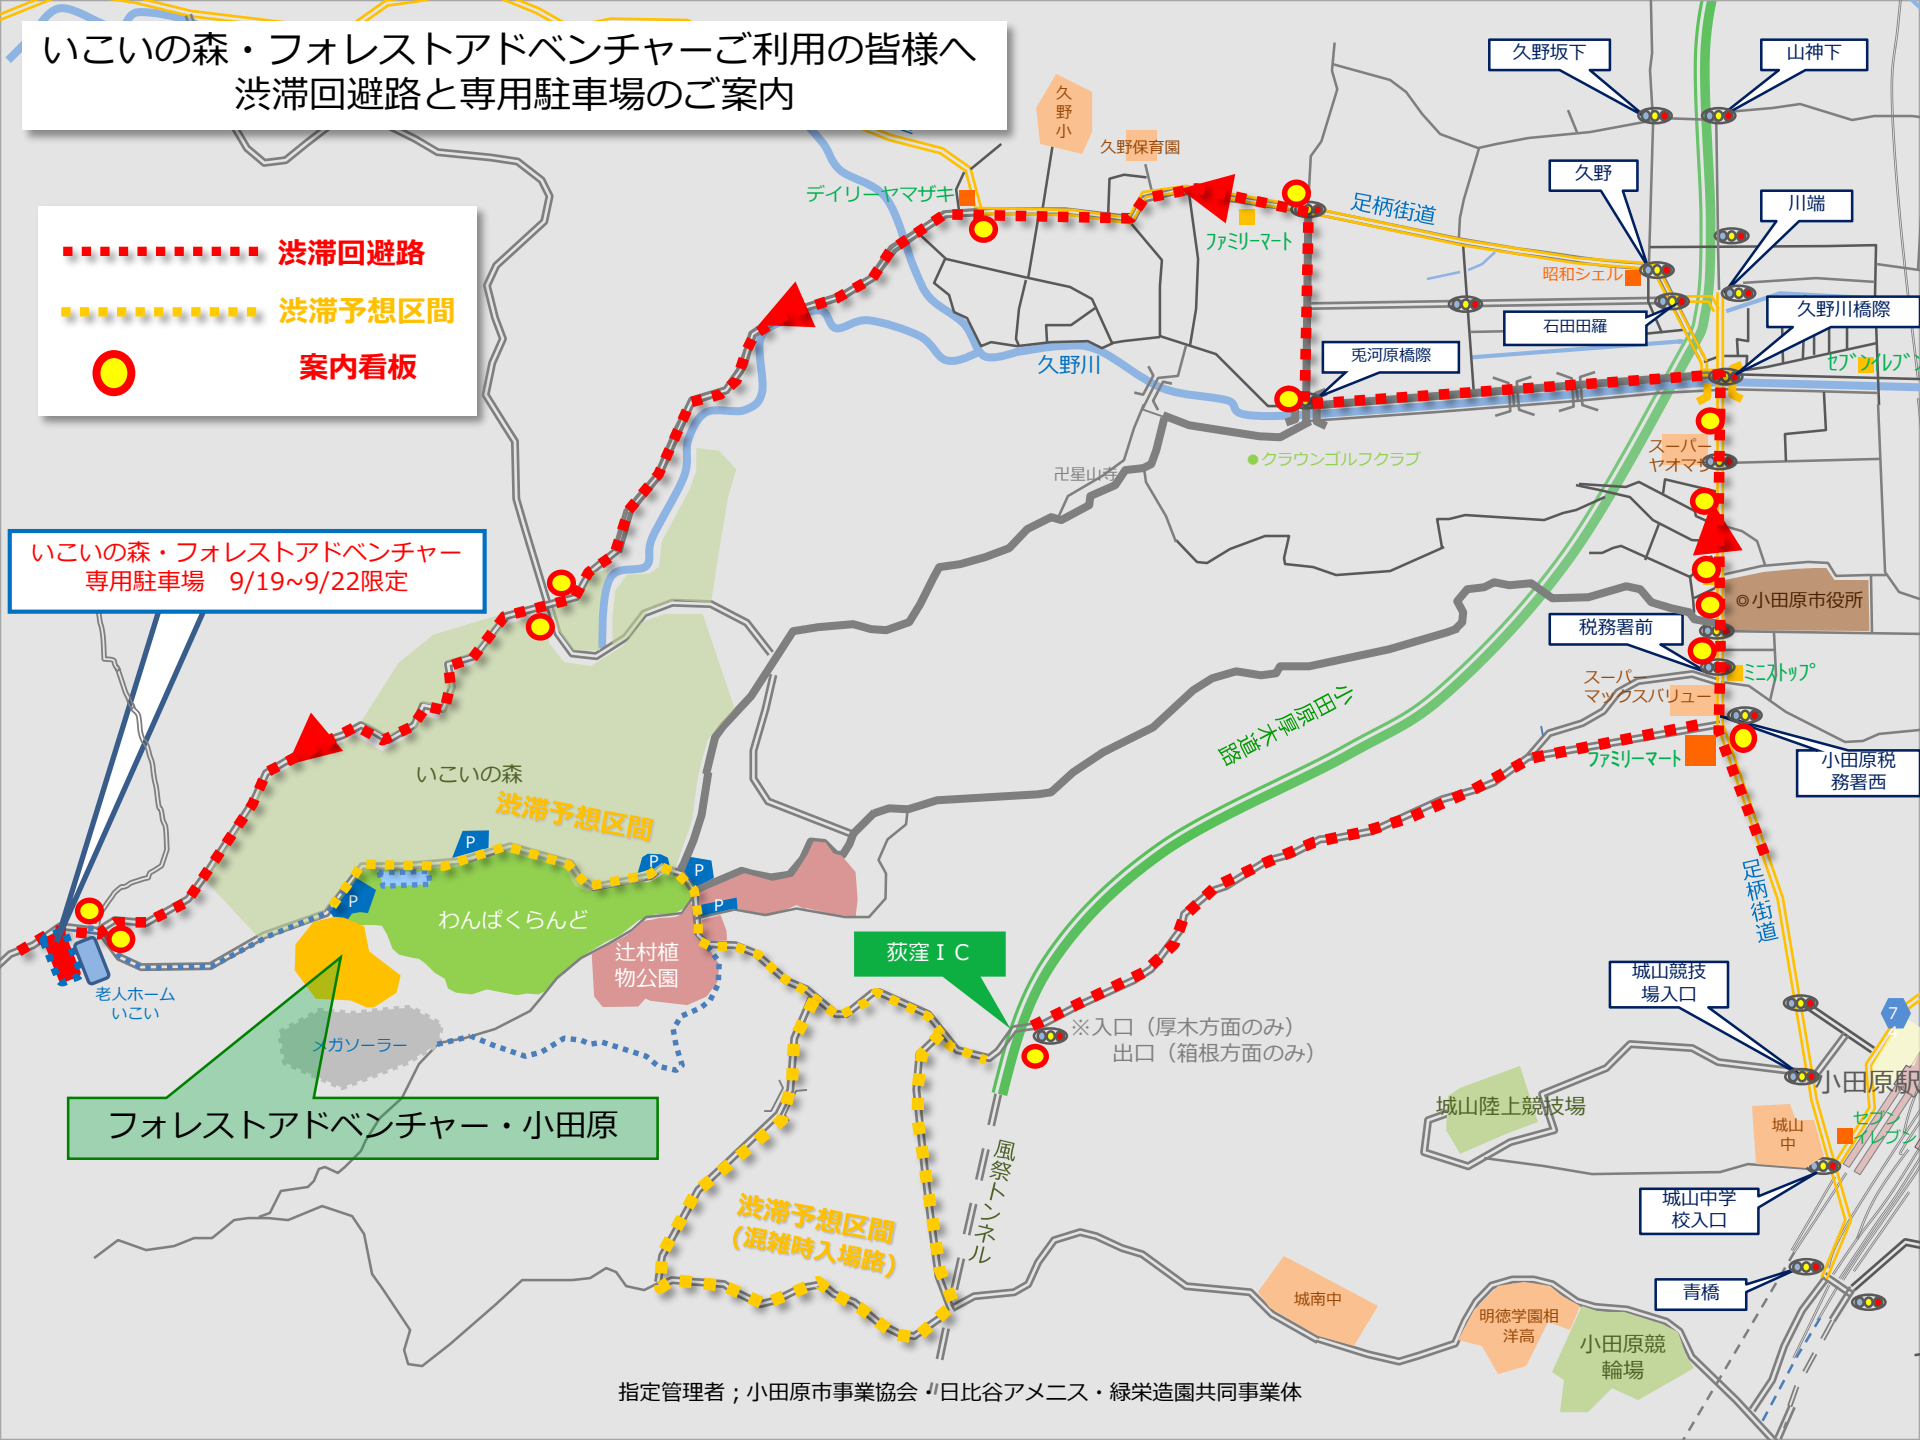 いこいの森・フォレストアドベンチャーご利用の皆様へ
渋滞回避路と専用駐車場のご案内
渋滞回避路
渋滞予想区間
案内看板
久野坂下
山神下
久野
小
久野保育園
デイリーヤマザキ
ファミリーマート
足柄街道
久野
川端
昭和シェル
石田田羅
久野川橋際
兎河原橋際
セブンイレブン
久野川
スーパー
ヤオマサ
●クラウンゴルフクラブ
卍星山寺
いこいの森・フォレストアドベンチャー
専用駐車場 9/19~9/22限定
◎小田原市役所
税務署前
ミニストップ
スーパー
マックスバリュー
小田原厚木道路
ファミリーマート
小田原税
務署西
いこいの森
渋滞予想区間
P
P
P
P
P
わんぱくらんど
辻村植
物公園
足柄街道
荻窪ＩＣ
老人ホーム
いこい
メガソーラー
※入口（厚木方面のみ）
出口（箱根方面のみ）
城山競技
場入口
7
小田原駅
フォレストアドベンチャー・小田原
城山陸上競技場
城山
中
セブン
イレブン
風祭トンネル
渋滞予想区間
（混雑時入場路）
城山中学
校入口
青橋
城南中
明徳学園相
洋高
小田原競
輪場
指定管理者；小田原市事業協会・日比谷アメニス・緑栄造園共同事業体